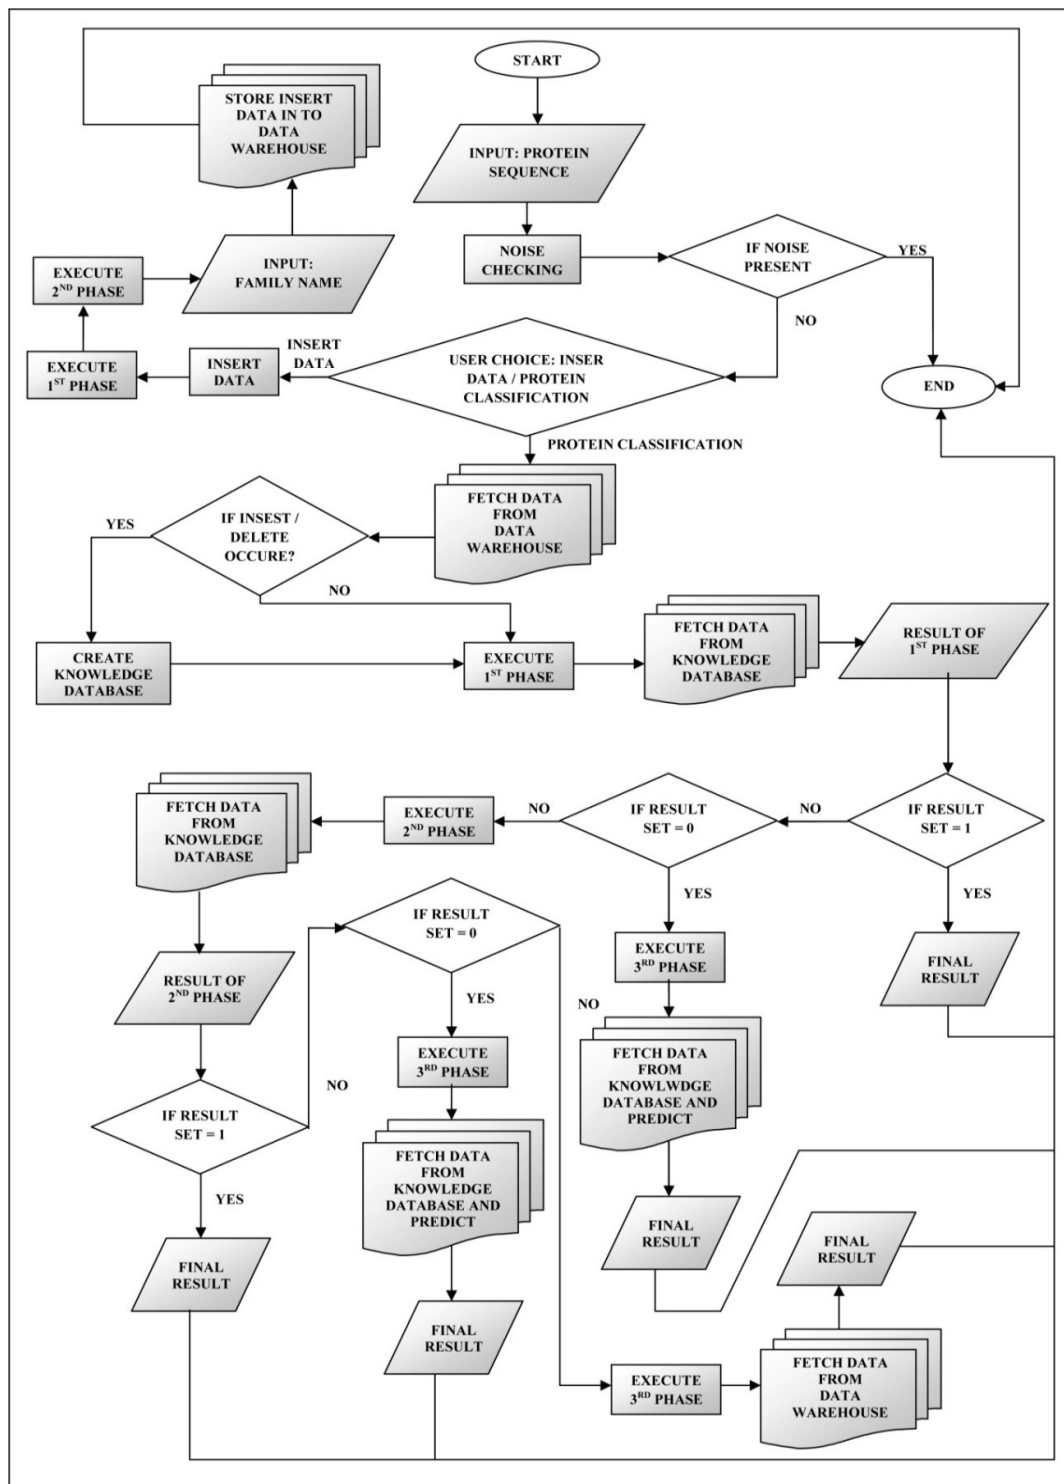 START
STORE INSERT
DATA IN TO
DATA
WAREHOUSE
INPUT: PROTEIN
SEQUENCE
NOISE
CHECKING
IF NOISE
PRESENT
YES
NO
INPUT:
FAMILY NAME
EXECUTE
2ND PHASE
EXECUTE
1ST PHASE
INSERT
DATA
INSERT
DATA
USER CHOICE: INSER
DATA / PROTEIN
CLASSIFICATION
END
PROTEIN CLASSIFICATION
FETCH DATA
FROM
DATA
WAREHOUSE
IF INSEST /
DELETE
OCCURE?
YES
NO
CREATE
KNOWLEDGE
DATABASE
EXECUTE
1ST PHASE
FETCH DATA
FROM
KNOWLEDGE
DATABASE
RESULT OF
1ST PHASE
IF RESULT
SET = 1
NO
YES
FINAL
RESULT
IF RESULT
SET = 0
NO
YES
EXECUTE
2ND PHASE
FETCH DATA
FROM
KNOWLEDGE
DATABASE
EXECUTE
3RD PHASE
NO
FETCH DATA
FROM
KNOWLWDGE
DATABASE AND
PREDICT
FINAL
RESULT
RESULT OF
2ND PHASE
IF RESULT
SET = 1
NO
YES
FINAL
RESULT
IF RESULT
SET = 0
YES
EXECUTE
3RD PHASE
FETCH DATA
FROM
KNOWLEDGE
DATABASE AND
PREDICT
FINAL
RESULT
EXECUTE
3RD PHASE
FETCH DATA
FROM
DATA
WAREHOUSE
FINAL
RESULT